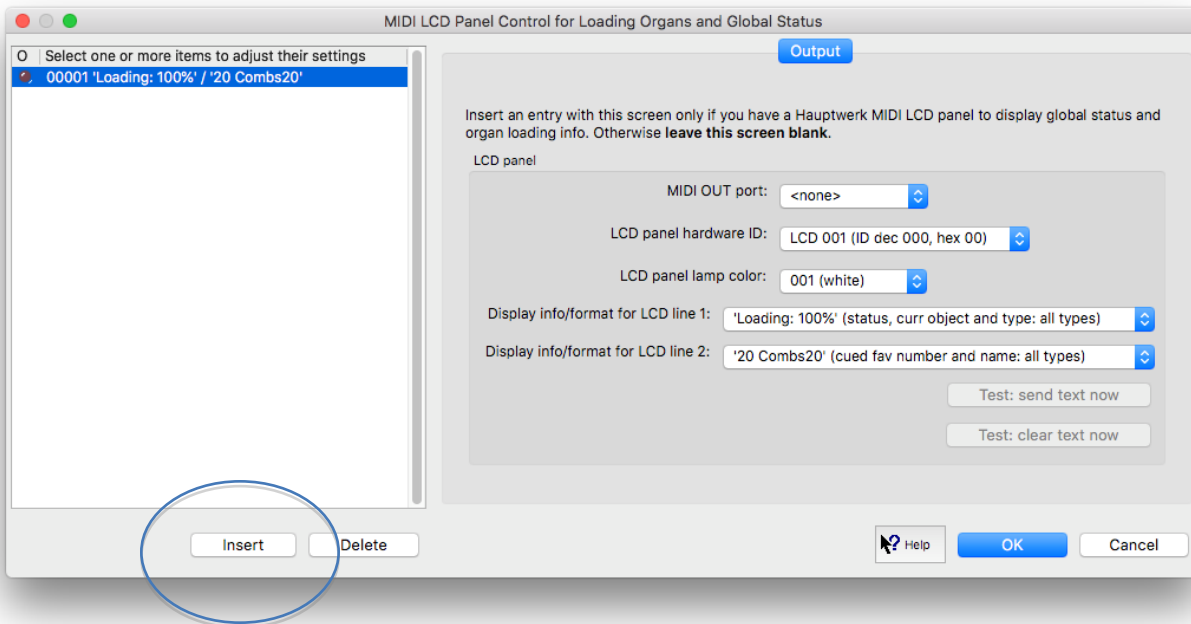 MIDI LCD Panel Control for Loading Organs and Global Status
O Select one or more items to adjust their settings
00001 'Loading: 100%' / '20 Combs20'
Output
Insert an entry with this screen only if you have a Hauptwerk MIDI LCD panel to display global status and
organ loading info. Otherwise leave this screen blank.
LCD panel
MIDI OUT port: <none>
LCD panel hardware ID: LCD 001 (ID dec 000, hex 00)
LCD panel lamp color: 001 (white)
Display info/format for LCD line 1: 'Loading: 100%' (status, curr object and type: all types)
Display info/format for LCD line 2: '20 Combs20' (cued fav number and name: all types)
Test: send text now
Test: clear text now
Insert Delete ? Help OK Cancel